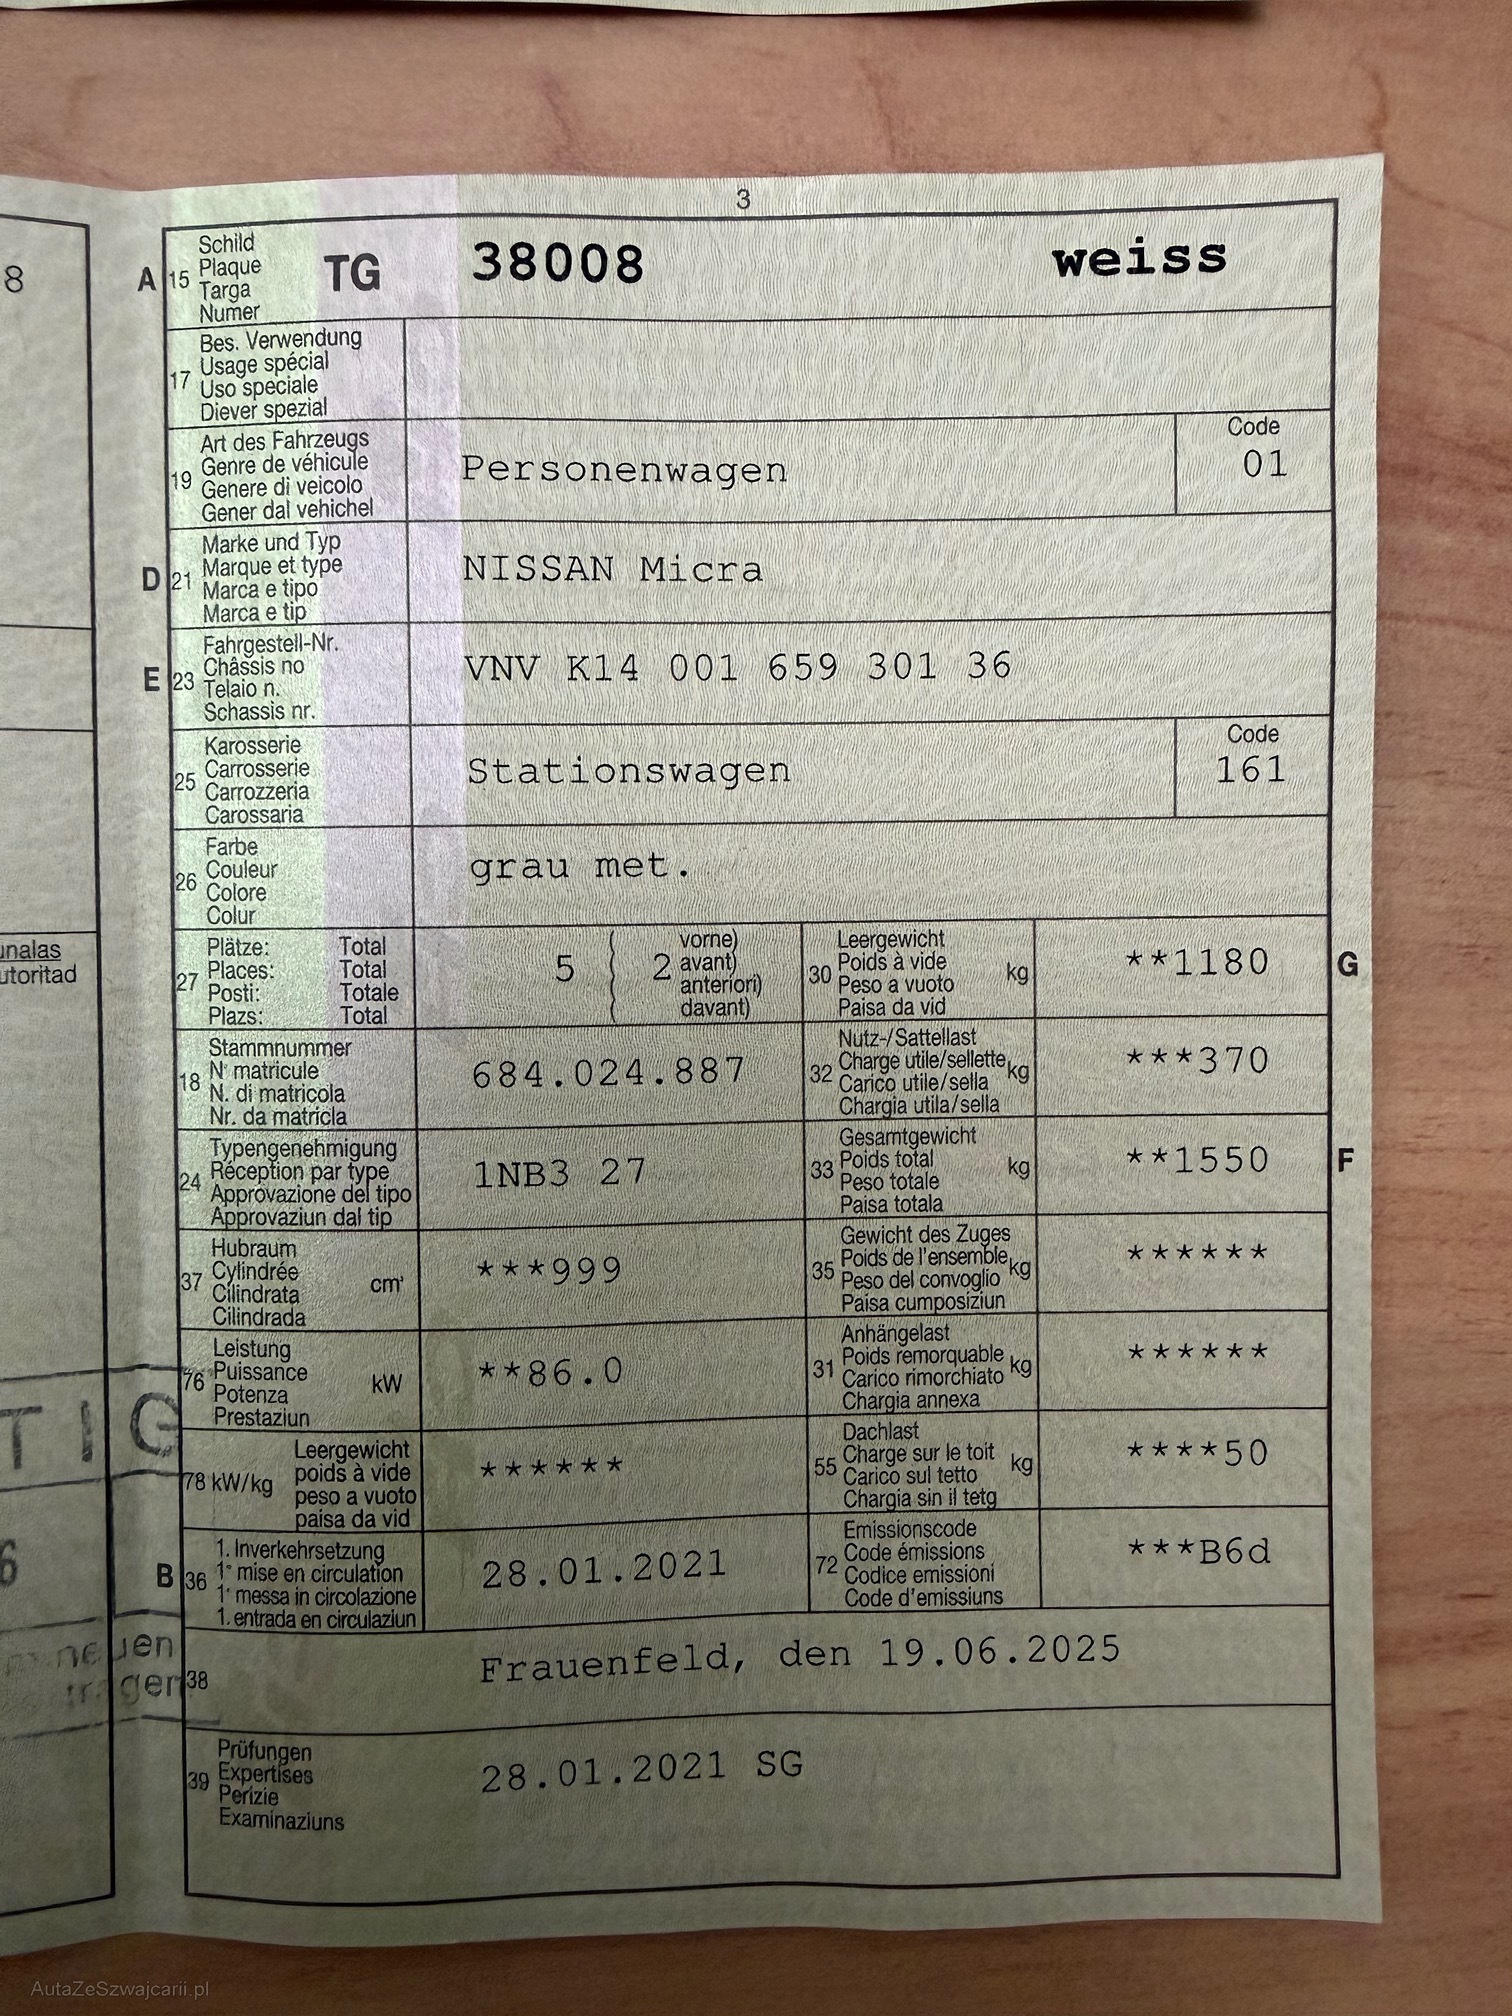 3
8
A 15 Schild
Plaque
Targa
Numer
TG 38008 weiss
17 Bes. Verwendung
Usage spécial
Uso speciale
Diever spezial
19 Art des Fahrzeugs
Genre de véhicule
Genere di veicolo
Gener dal vehichel
Personenwagen
Code
01
D 21 Marke und Typ
Marque et type
Marca e tipo
Marca e tip
NISSAN Micra
E 23 Fahrgestell-Nr.
Châssis no
Telaio n.
Schassis nr.
VNV K14 001 659 301 36
25 Karosserie
Carrosserie
Carrozzeria
Carossaria
Stationswagen
Code
161
26 Farbe
Couleur
Colore
Colur
grau met.
27 Plätze: Total
Places: Total
Posti: Totale
Plazs: Total
5 2 vorne)
avant)
anteriori)
davant)
30 Leergewicht
Poids à vide kg
Peso a vuoto
Paisa da vid
**1180 G
18 Stammnummer
N° matricule
N. di matricola
Nr. da matricla
684.024.887
32 Nutz-/Sattellast
Charge utile/sellette kg
Carico utile/sella
Chargia utila/sella
***370
24 Typengenehmigung
Réception par type
Approvazione del tipo
Approvaziun dal tip
1NB3 27
33 Gesamtgewicht
Poids total kg
Peso totale
Paisa totala
**1550 F
37 Hubraum
Cylindrée
Cilindrata cm³
Cilindrada
***999
35 Gewicht des Zuges
Poids de l'ensemble kg
Peso del convoglio
Paisa cumposiziun
******
76 Leistung
Puissance
Potenza kW
Prestaziun
**86.0
31 Anhängelast
Poids remorquable kg
Carico rimorchiato
Chargia annexa
******
78 kW/kg Leergewicht
poids à vide
peso a vuoto
paisa da vid
******
55 Dachlast
Charge sur le toit kg
Carico sul tetto
Chargia sin il tetg
****50
B 36 1. Inverkehrsetzung
1re mise en circulation
1a messa in circolazione
1. entrada en circulaziun
28.01.2021
72 Emissionscode
Code émissions
Codice emissioni
Code d'emissiuns
***B6d
38 Frauenfeld, den 19.06.2025
39 Prüfungen
Expertises
Perizie
Examinaziuns
28.01.2021 SG
unalas
utoritad
TIG
6
neuen
tragen
AutaZeSzwajcarii.pl